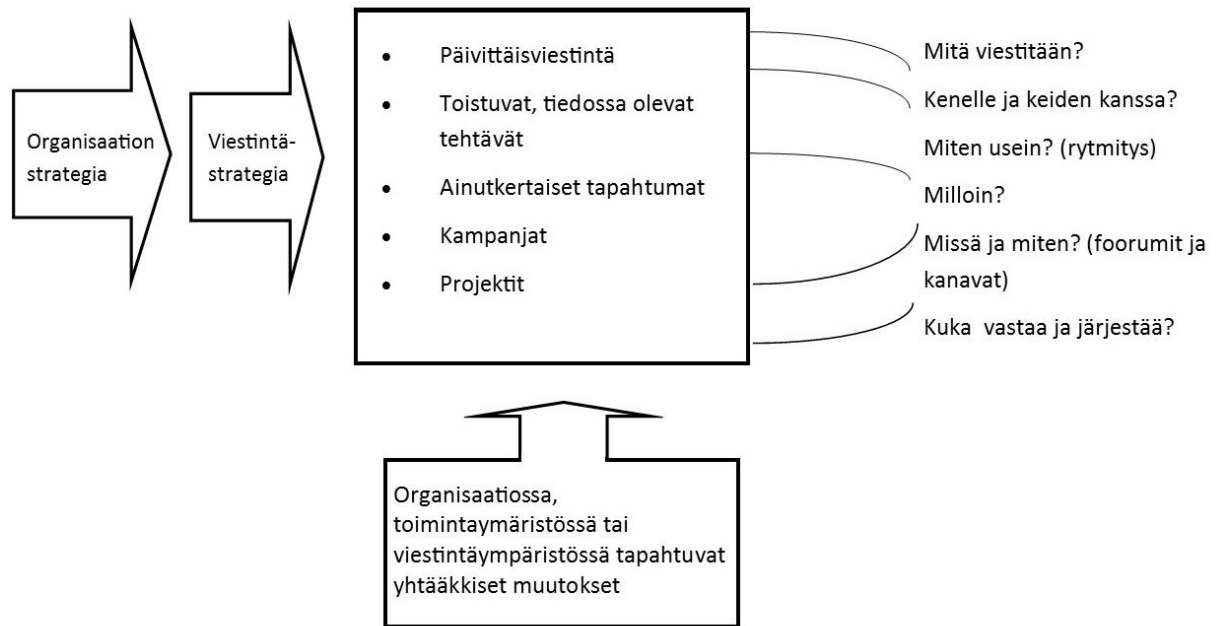 Organisaation
strategia
Viestintä-
strategia
• Päivittäisviestintä
• Toistuvat, tiedossa olevat
tehtävät
• Ainutkertaiset tapahtumat
• Kampanjat
• Projektit
Mitä viestitään?
Kenelle ja keiden kanssa?
Miten usein? (rytmitys)
Milloin?
Missä ja miten? (foorumit ja
kanavat)
Kuka vastaa ja järjestää?
Organisaatiossa,
toimintaymäristössä tai
viestintäympäristössä tapahtuvat
yhtääkkiset muutokset